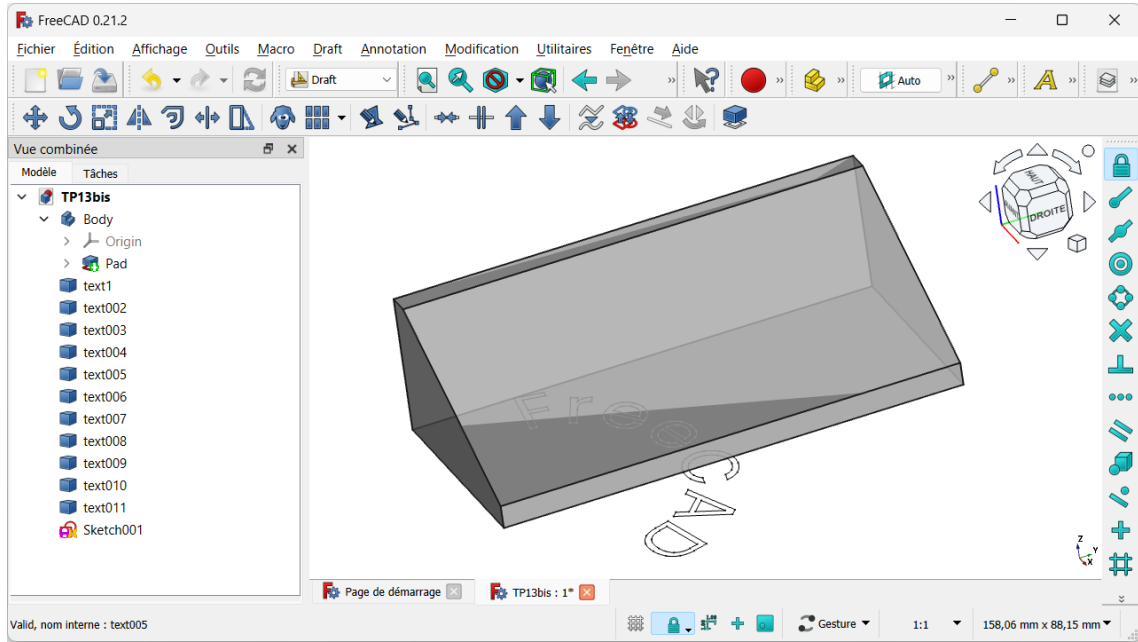 FreeCAD 0.21.2
Fichier Édition Affichage Outils Macro Draft Annotation Modification Utilitaires Fenêtre Aide
Draft Auto A
Vue combinée
Modèle Tâches
TP13bis
Body
Origin
Pad
text1
text002
text003
text004
text005
text006
text007
text008
text009
text010
text011
Sketch001
HAUT
DROITE
FreeCAD
Z
Y
X
Page de démarrage TP13bis : 1*
Valid, nom interne : text005 Gesture 1:1 158,06 mm x 88,15 mm